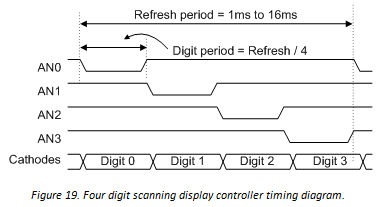 Refresh period = 1ms to 16ms
AN0
Digit period = Refresh / 4
AN1
AN2
AN3
Cathodes Digit 0 Digit 1 Digit 2 Digit 3
Figure 19. Four digit scanning display controller timing diagram.